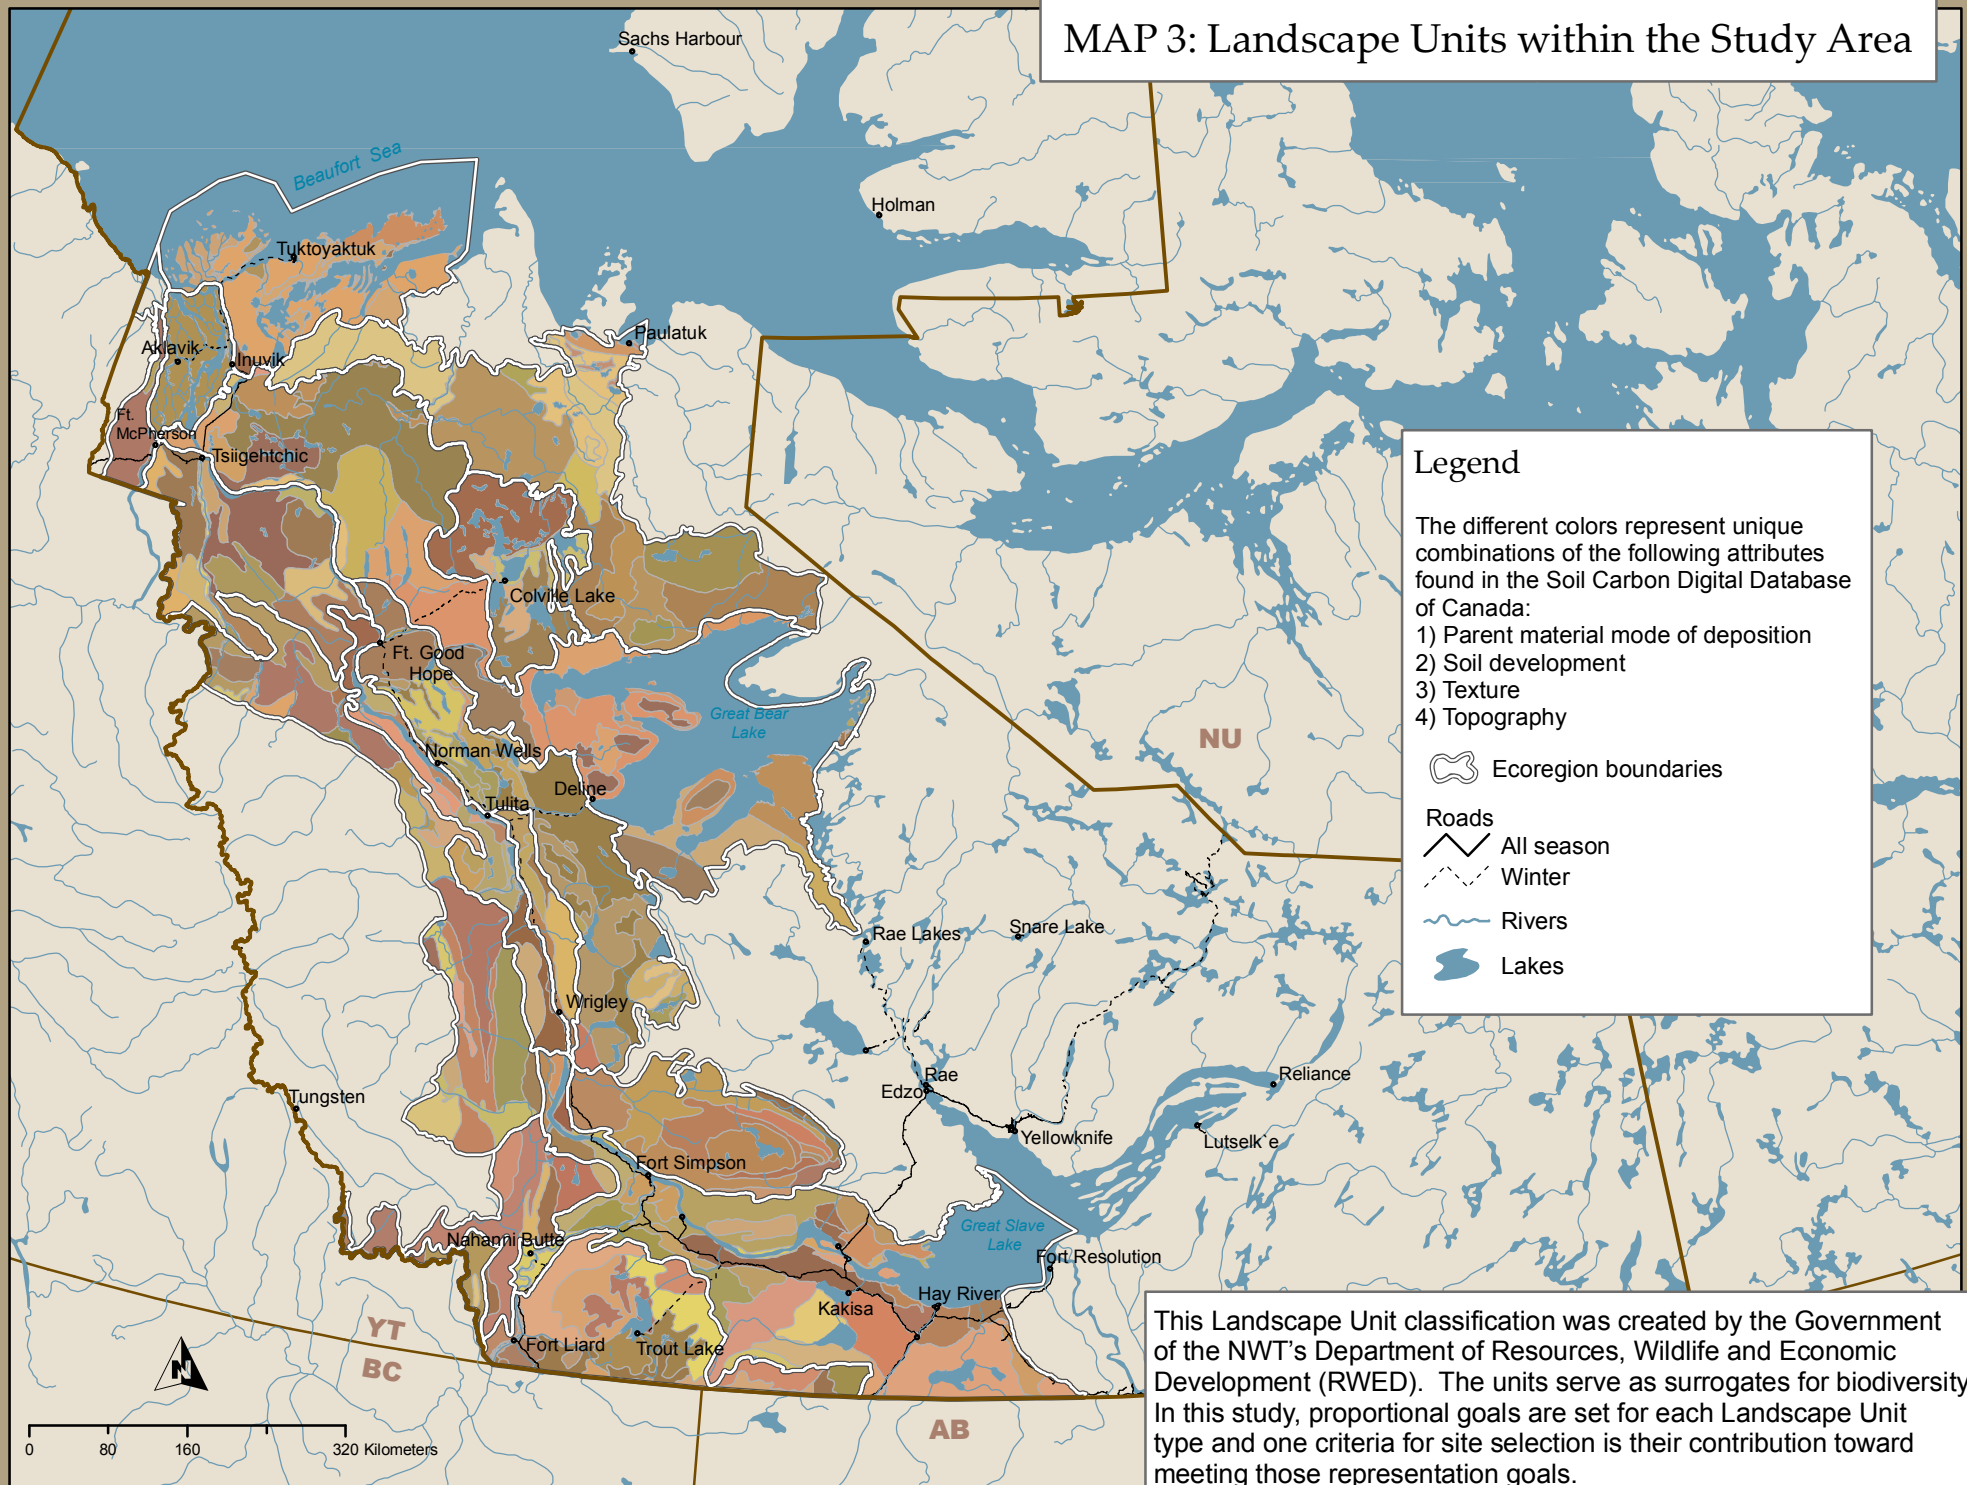 MAP 3: Landscape Units within the Study Area
Sachs Harbour
Beaufort Sea
Holman
Tuktoyaktuk
Paulatuk
Aklavik
Inuvik
Ft.
McPherson
Tsiigehtchic
Colville Lake
Ft. Good
Hope
Great Bear
Lake
NU
Norman Wells
Deline
Tulita
Rae Lakes
Snare Lake
Wrigley
Tungsten
Rae
Edzo
Reliance
Yellowknife
Lutselk`e
Fort Simpson
Great Slave
Lake
Nahanni Butte
Fort Resolution
Hay River
Kakisa
Fort Liard
Trout Lake
YT
BC
AB
N
0 80 160 320 Kilometers
Legend
The different colors represent unique
combinations of the following attributes
found in the Soil Carbon Digital Database
of Canada:
1) Parent material mode of deposition
2) Soil development
3) Texture
4) Topography
Ecoregion boundaries
Roads
All season
Winter
Rivers
Lakes
This Landscape Unit classification was created by the Government
of the NWT's Department of Resources, Wildlife and Economic
Development (RWED). The units serve as surrogates for biodiversity
In this study, proportional goals are set for each Landscape Unit
type and one criteria for site selection is their contribution toward
meeting those representation goals.